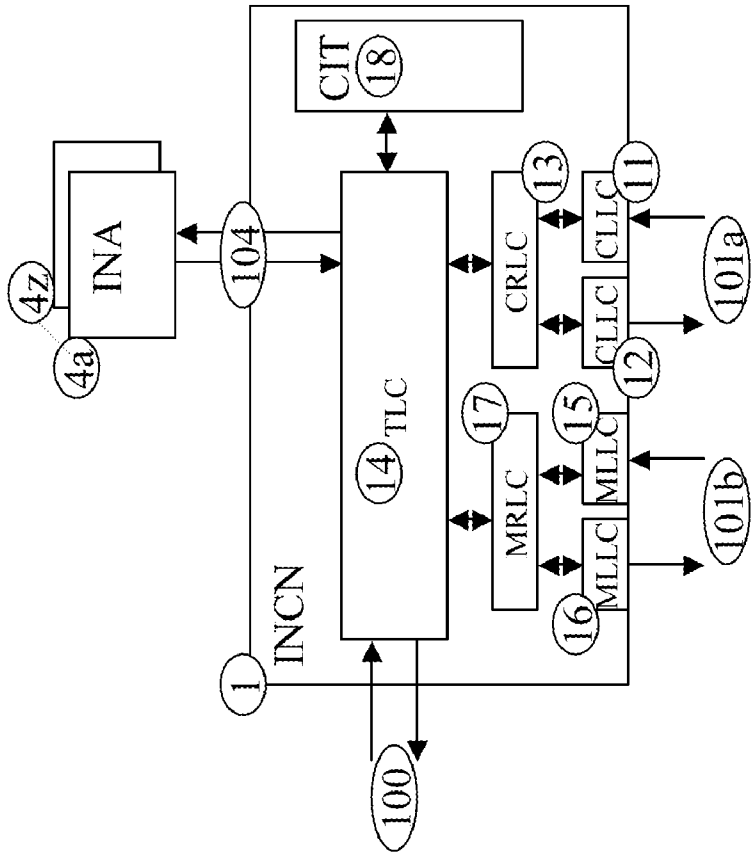 4z
4a
INA
1
104
INCN
CIT
18
14 TLC
100
17
MRLC
CRLC
13
16
15
MLLC
MLLC
CLLC
CLLC
12
11
101b
101a